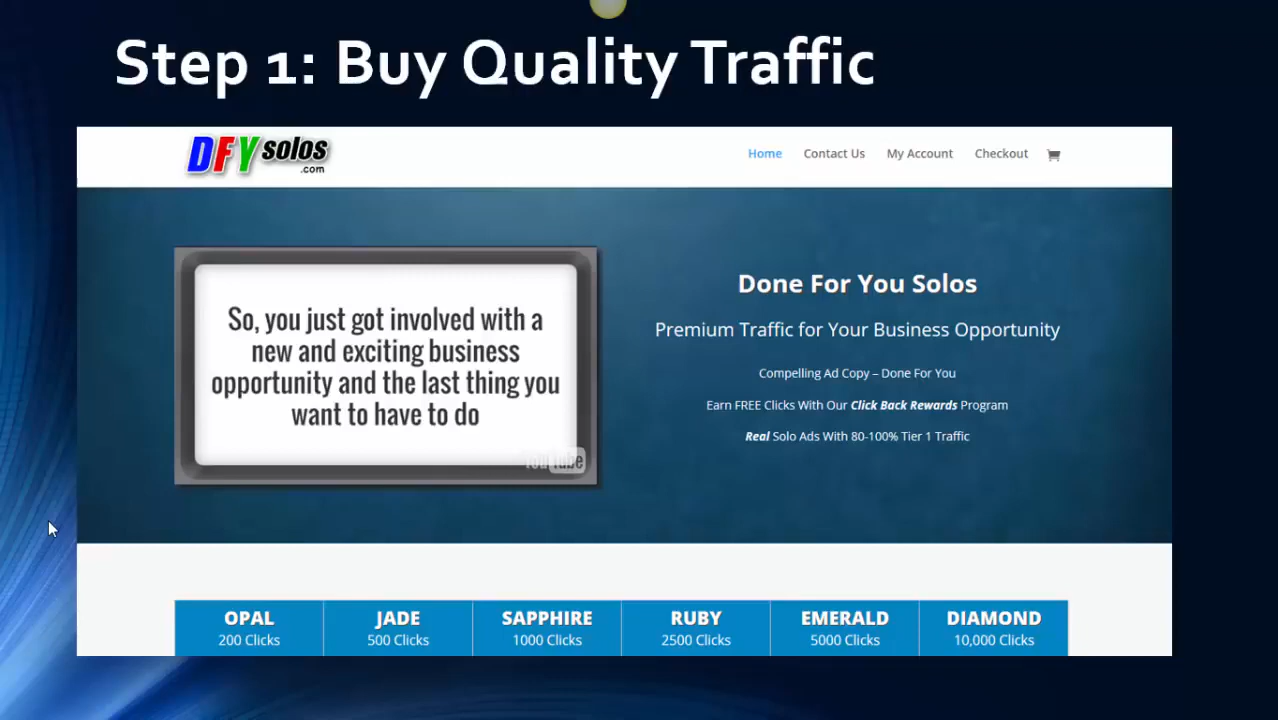 Step 1: Buy Quality Traffic
DFY solos
.com
Home Contact Us My Account Checkout
So, you just got involved with a
new and exciting business
opportunity and the last thing you
want to have to do
YouTube
Done For You Solos
Premium Traffic for Your Business Opportunity
Compelling Ad Copy – Done For You
Earn FREE Clicks With Our Click Back Rewards Program
Real Solo Ads With 80-100% Tier 1 Traffic
OPAL JADE SAPPHIRE RUBY EMERALD DIAMOND
200 Clicks 500 Clicks 1000 Clicks 2500 Clicks 5000 Clicks 10,000 Clicks